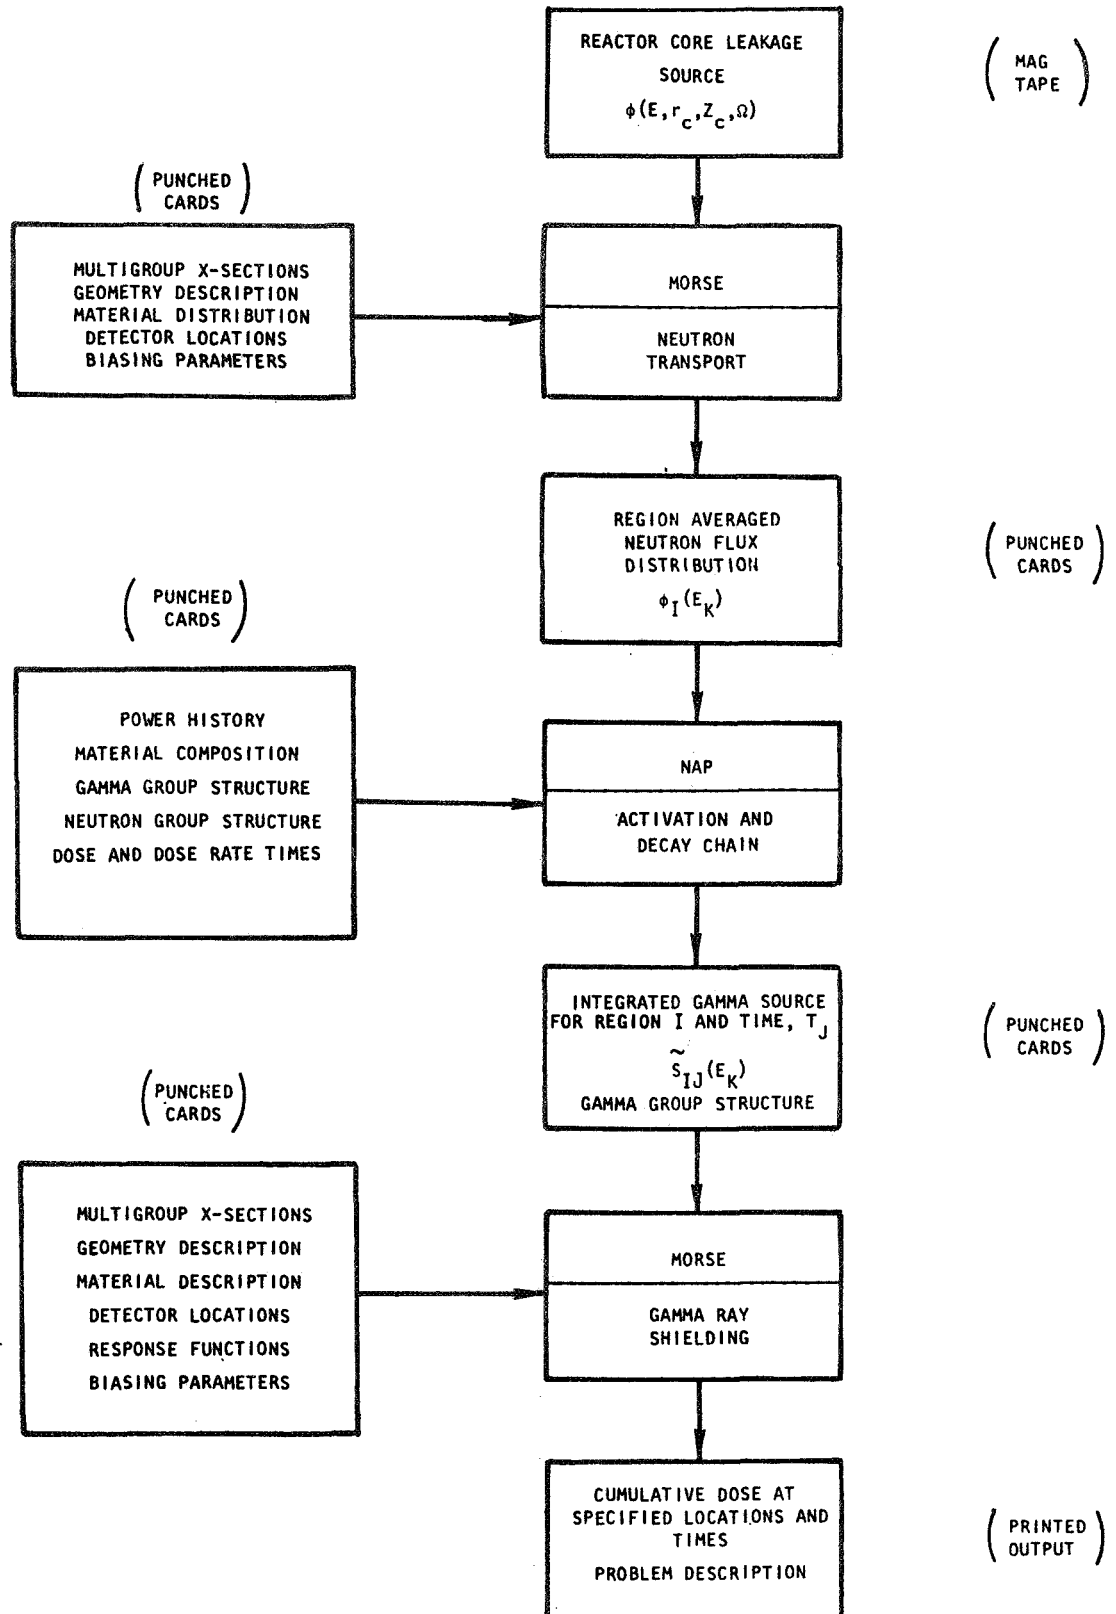 REACTOR CORE LEAKAGE
SOURCE
ϕ(E,r_c,Z_c,Ω)
(MAG
TAPE)
(PUNCHED
CARDS)
MULTIGROUP X-SECTIONS
GEOMETRY DESCRIPTION
MATERIAL DISTRIBUTION
DETECTOR LOCATIONS
BIASING PARAMETERS
MORSE
NEUTRON
TRANSPORT
REGION AVERAGED
NEUTRON FLUX
DISTRIBUTION
ϕ_I(E_K)
(PUNCHED
CARDS)
(PUNCHED
CARDS)
POWER HISTORY
MATERIAL COMPOSITION
GAMMA GROUP STRUCTURE
NEUTRON GROUP STRUCTURE
DOSE AND DOSE RATE TIMES
NAP
ACTIVATION AND
DECAY CHAIN
INTEGRATED GAMMA SOURCE
FOR REGION I AND TIME, T_J
S̃_IJ(E_K)
GAMMA GROUP STRUCTURE
(PUNCHED
CARDS)
(PUNCHED
CARDS)
MULTIGROUP X-SECTIONS
GEOMETRY DESCRIPTION
MATERIAL DESCRIPTION
DETECTOR LOCATIONS
RESPONSE FUNCTIONS
BIASING PARAMETERS
MORSE
GAMMA RAY
SHIELDING
CUMULATIVE DOSE AT
SPECIFIED LOCATIONS AND
TIMES
PROBLEM DESCRIPTION
(PRINTED
OUTPUT)